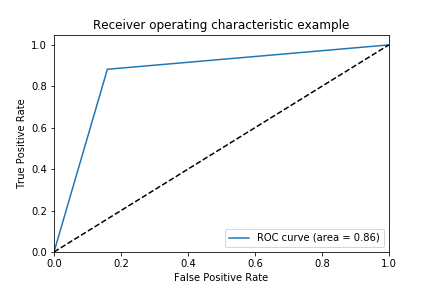 Receiver operating characteristic example
1.0
0.8
0.6
0.4
0.2
0.0
True Positive Rate
ROC curve (area = 0.86)
0.0 0.2 0.4 0.6 0.8 1.0
False Positive Rate